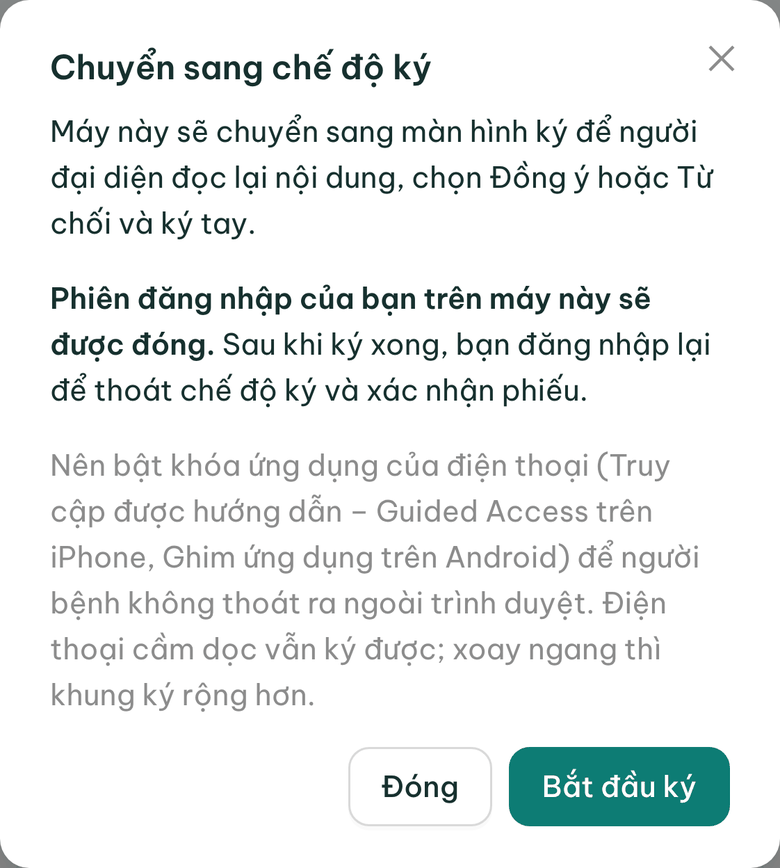 Chuyển sang chế độ ký
Máy này sẽ chuyển sang màn hình ký để người
đại diện đọc lại nội dung, chọn Đồng ý hoặc Từ
chối và ký tay.
Phiên đăng nhập của bạn trên máy này sẽ
được đóng. Sau khi ký xong, bạn đăng nhập lại
để thoát chế độ ký và xác nhận phiếu.
Nên bật khóa ứng dụng của điện thoại (Truy
cập được hướng dẫn – Guided Access trên
iPhone, Ghim ứng dụng trên Android) để người
bệnh không thoát ra ngoài trình duyệt. Điện
thoại cầm dọc vẫn ký được; xoay ngang thì
khung ký rộng hơn.
Đóng
Bắt đầu ký